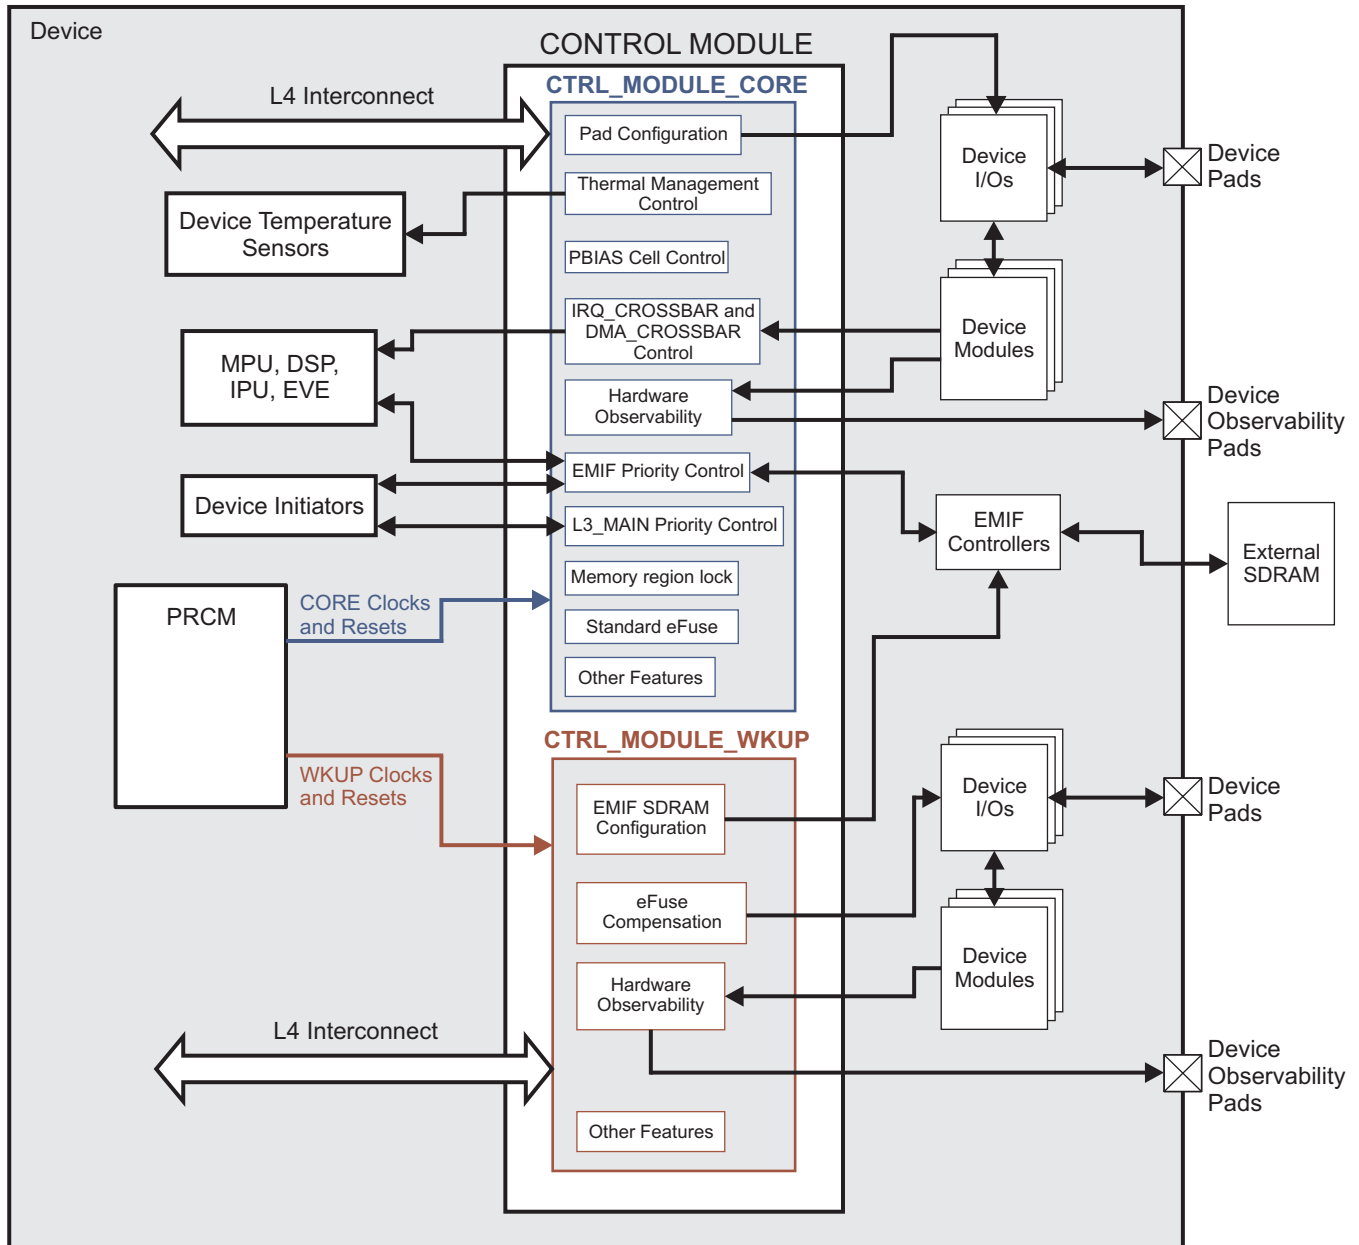 Device
CONTROL MODULE
CTRL_MODULE_CORE
L4 Interconnect
Pad Configuration
Device
I/Os
Device
Pads
Thermal Management
Control
Device Temperature
Sensors
PBIAS Cell Control
IRQ_CROSSBAR and
DMA_CROSSBAR
Control
Device
Modules
MPU, DSP,
IPU, EVE
Hardware
Observability
Device
Observability
Pads
EMIF Priority Control
Device Initiators
L3_MAIN Priority Control
EMIF
Controllers
External
SDRAM
Memory region lock
PRCM
CORE Clocks
and Resets
Standard eFuse
Other Features
CTRL_MODULE_WKUP
WKUP Clocks
and Resets
EMIF SDRAM
Configuration
Device
I/Os
Device
Pads
eFuse
Compensation
Device
Modules
Hardware
Observability
L4 Interconnect
Device
Observability
Pads
Other Features